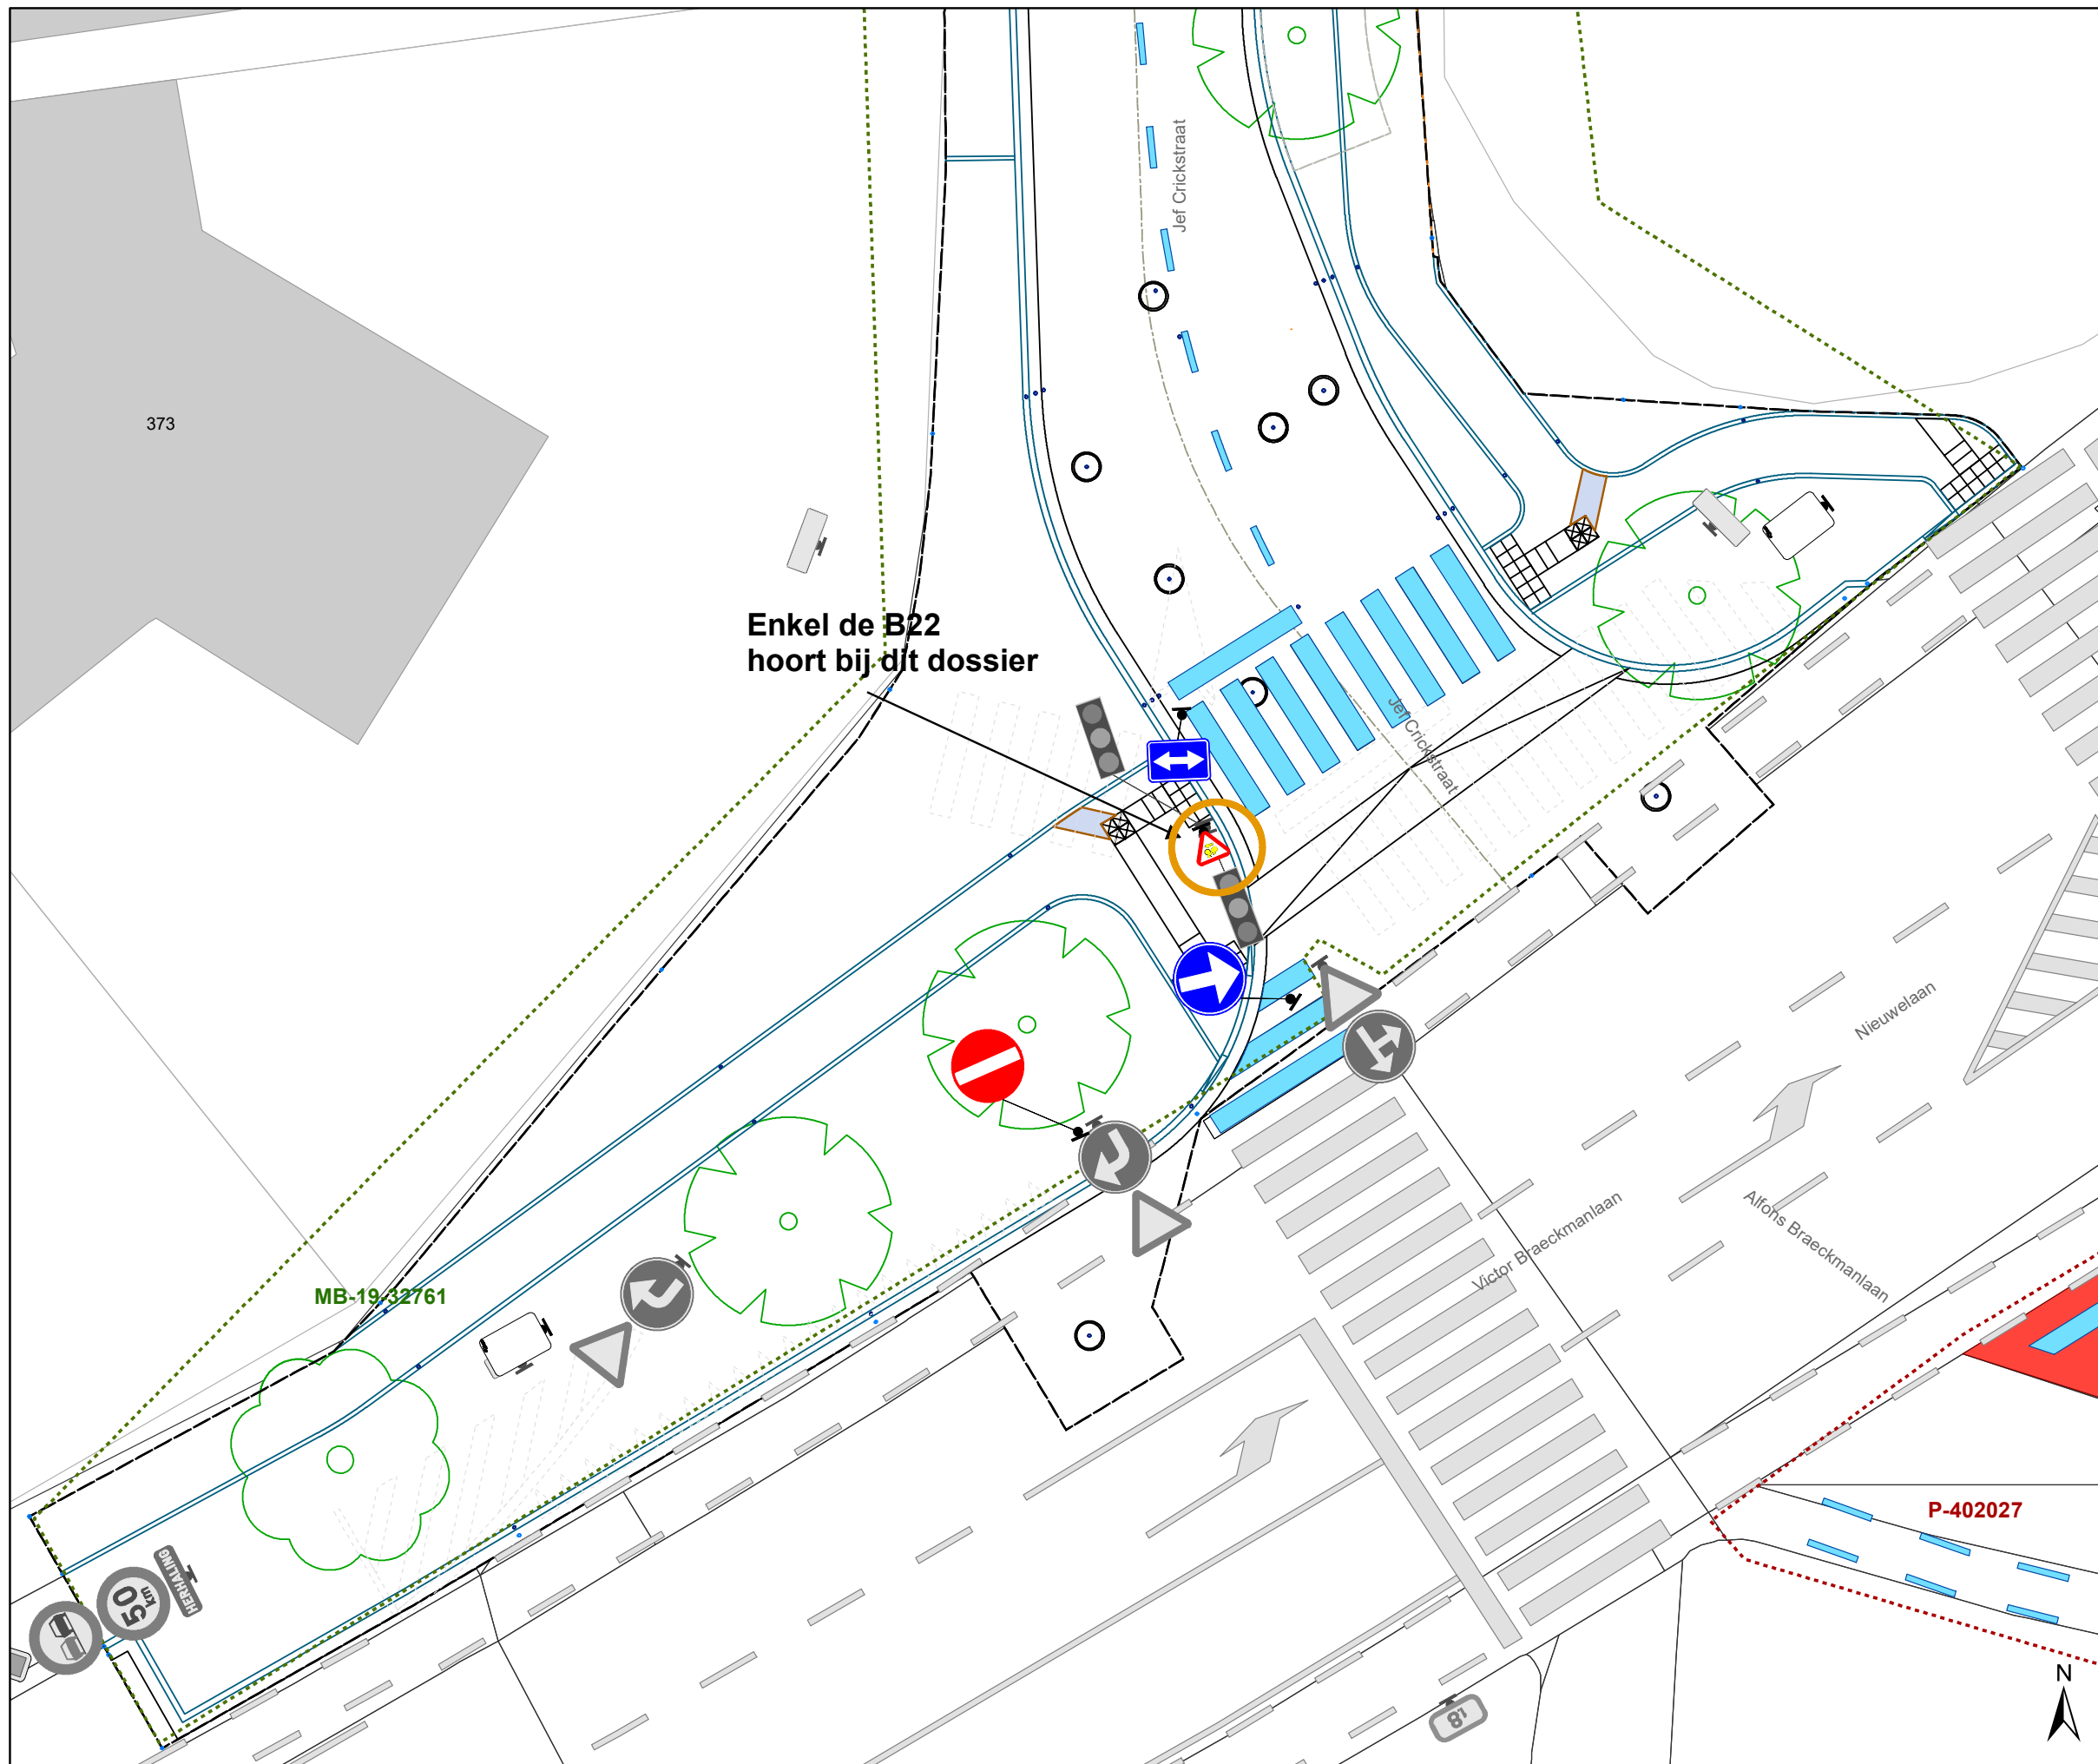 Jef Crickstraat
373
Enkel de B22
hoort bij dit dossier
Jef Crickstraat
Nieuwelaan
Victor Braeckmanlaan
Alfons Braeckmanlaan
MB-19-32761
P-402027
HERHALING
50
km
18
N